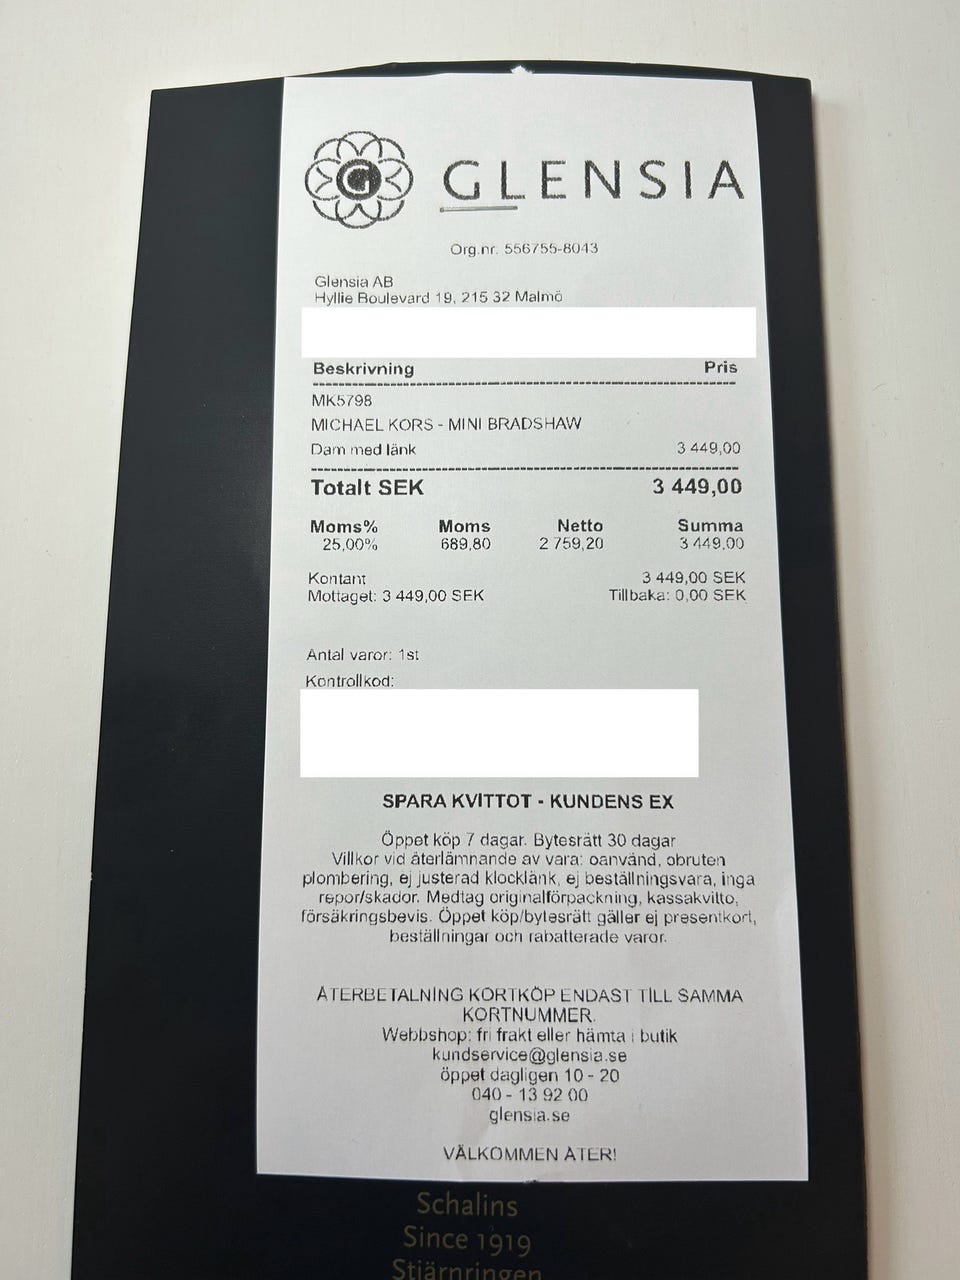 G GLENSIA
Org.nr. 556755-8043
Glensia AB
Hyllie Boulevard 19, 215 32 Malmö
Beskrivning Pris
MK5798
MICHAEL KORS - MINI BRADSHAW
Dam med länk 3 449,00
Totalt SEK 3 449,00
Moms% Moms Netto Summa
25,00% 689,80 2 759,20 3 449,00
Kontant 3 449,00 SEK
Mottaget: 3 449,00 SEK Tillbaka: 0,00 SEK
Antal varor: 1st
Kontrollkod:
SPARA KVITTOT - KUNDENS EX
Öppet köp 7 dagar. Bytesrätt 30 dagar
Villkor vid återlämnande av vara: oanvänd, obruten
plombering, ej justerad klocklänk, ej beställningsvara, inga
repor/skador. Medtag originalförpackning, kassakvitto,
försäkringsbevis. Öppet köp/bytesrätt gäller ej presentkort,
beställningar och rabatterade varor.
ÅTERBETALNING KORTKÖP ENDAST TILL SAMMA
KORTNUMMER.
Webbshop: fri frakt eller hämta i butik
kundservice@glensia.se
öppet dagligen 10 - 20
040 - 13 92 00
glensia.se
VÄLKOMMEN ÅTER!
Schalins
Since 1919
Stjärnringen